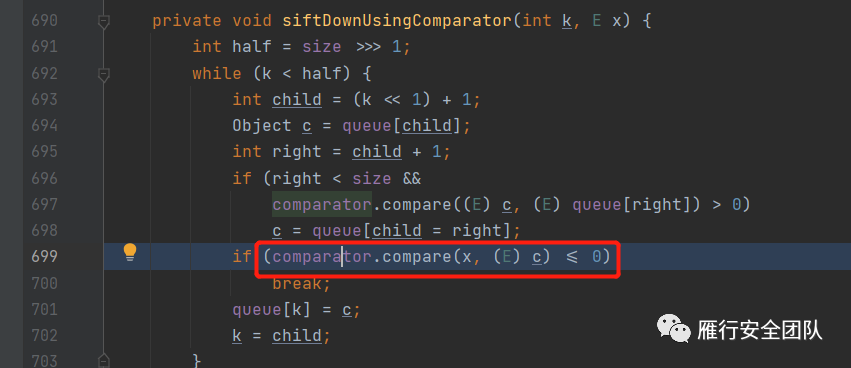 690 private void siftDownUsingComparator(int k, E x) {
691 int half = size >>> 1;
692 while (k < half) {
693 int child = (k << 1) + 1;
694 Object c = queue[child];
695 int right = child + 1;
696 if (right < size &&
697 comparator.compare((E) c, (E) queue[right]) > 0)
698 c = queue[child = right];
699 if (comparator.compare(x, (E) c) <= 0)
700 break;
701 queue[k] = c;
702 k = child;
703 }
雁行安全团队